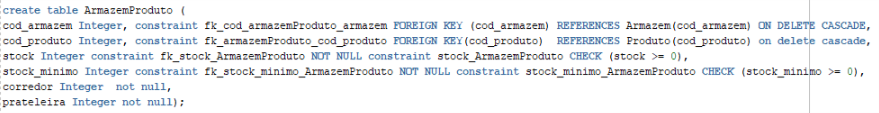 create table ArmazemProduto (
cod_armazem Integer, constraint fk_cod_armazemProduto_armazem FOREIGN KEY (cod_armazem) REFERENCES Armazem(cod_armazem) ON DELETE CASCADE,
cod_produto Integer, constraint fk_armazemProduto_cod_produto FOREIGN KEY(cod_produto)  REFERENCES Produto(cod_produto) on delete cascade,
stock Integer constraint fk_stock_ArmazemProduto NOT NULL constraint stock_ArmazemProduto CHECK (stock >= 0),
stock_minimo Integer constraint fk_stock_minimo_ArmazemProduto NOT NULL constraint stock_minimo_ArmazemProduto CHECK (stock_minimo >= 0),
corredor Integer  not null,
prateleira Integer not null);